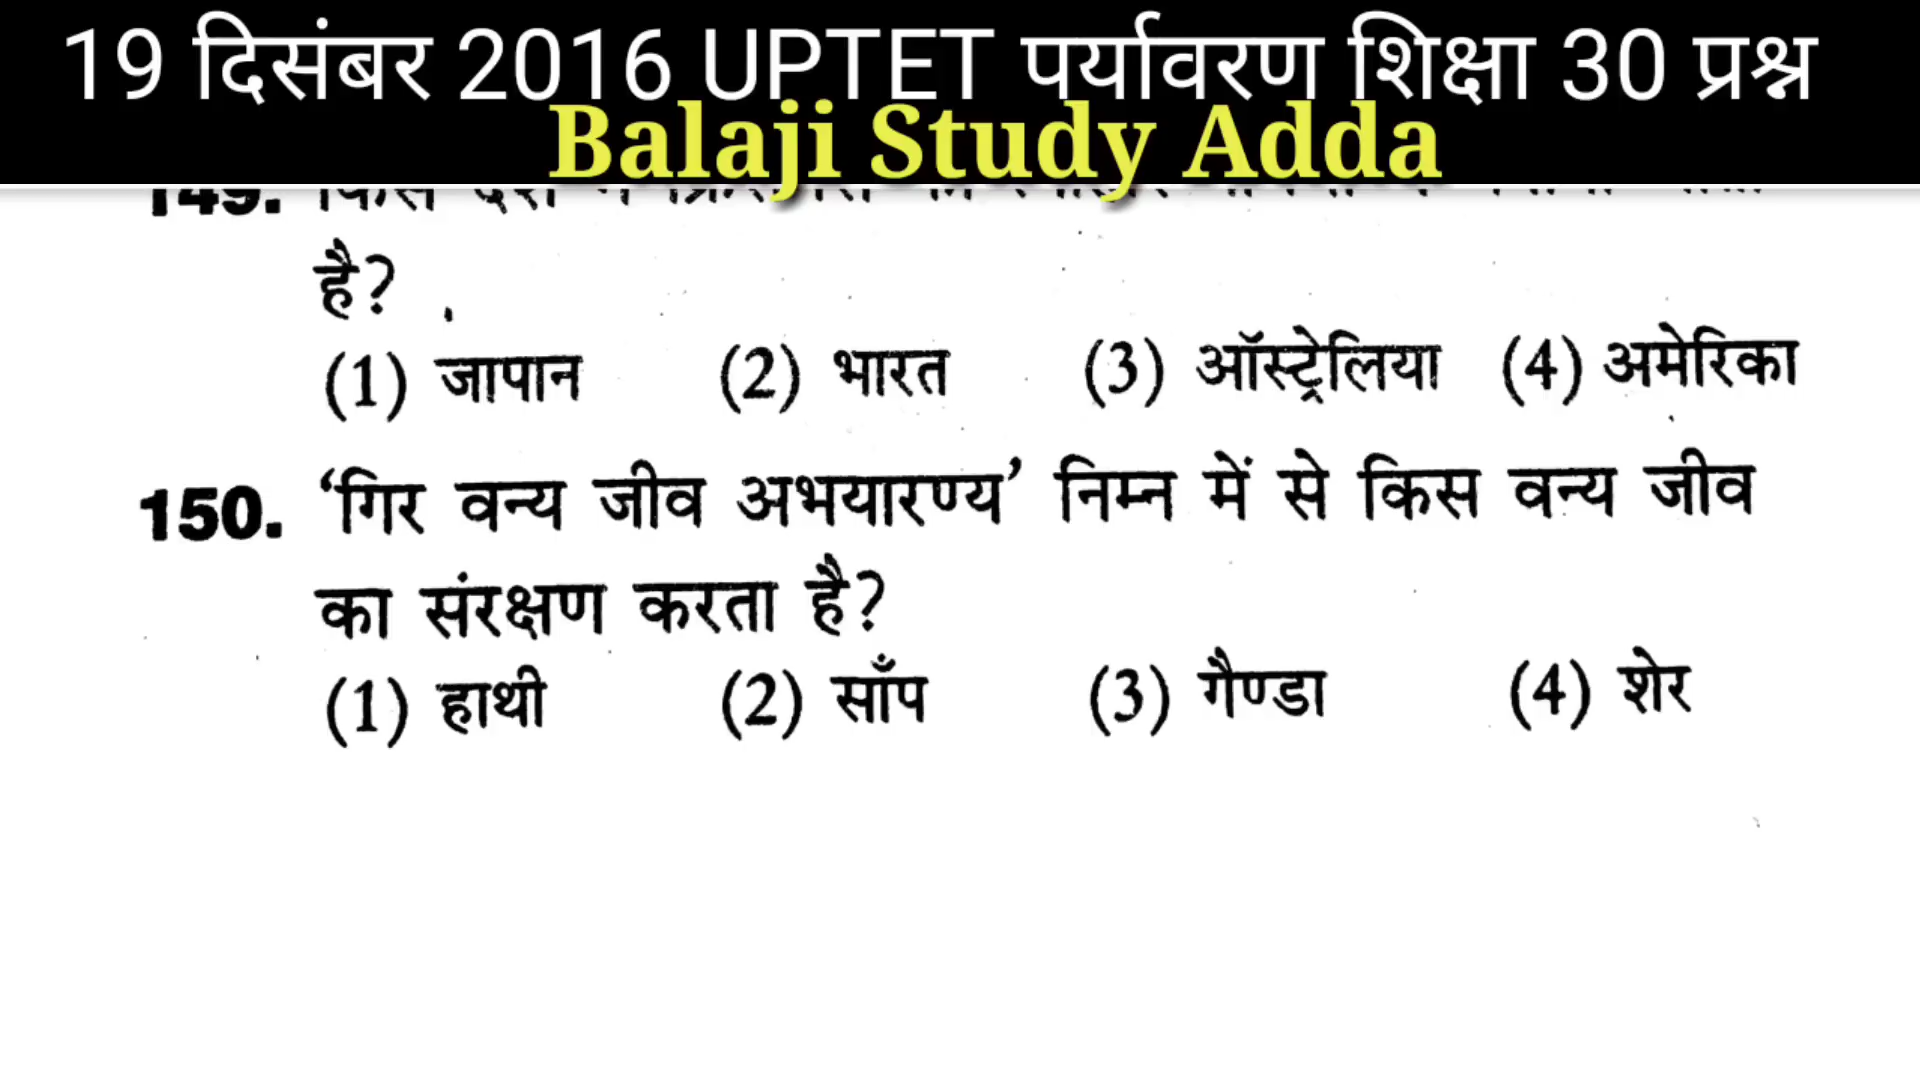 19 दिसंबर 2016 UPTET पर्यावरण शिक्षा 30 प्रश्न
Balaji Study Adda
149. किस देश में
है?
(1) जापान (2) भारत (3) ऑस्ट्रेलिया (4) अमेरिका
150. ‘गिर वन्य जीव अभयारण्य’ निम्न में से किस वन्य जीव
का संरक्षण करता है?
(1) हाथी (2) साँप (3) गैण्डा (4) शेर